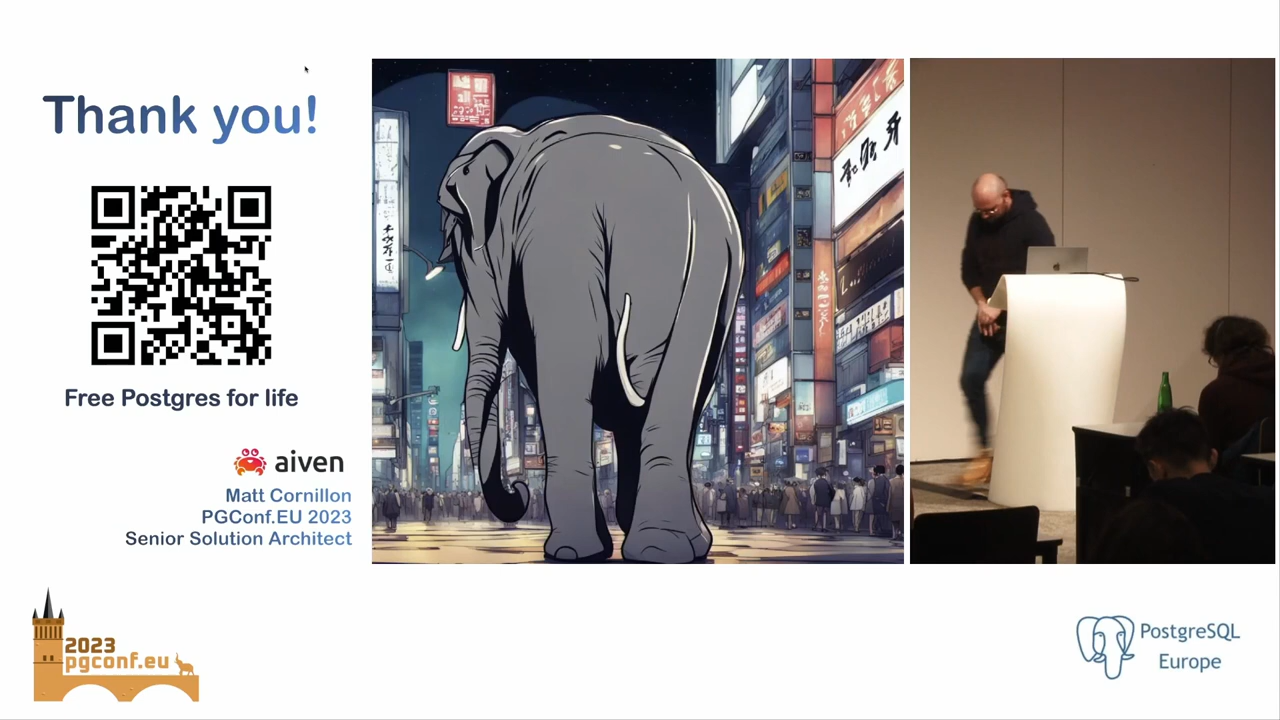 Thank you!
Free Postgres for life
aiven
Matt Cornillon
PGConf.EU 2023
Senior Solution Architect
2023
pgconf.eu
PostgreSQL
Europe